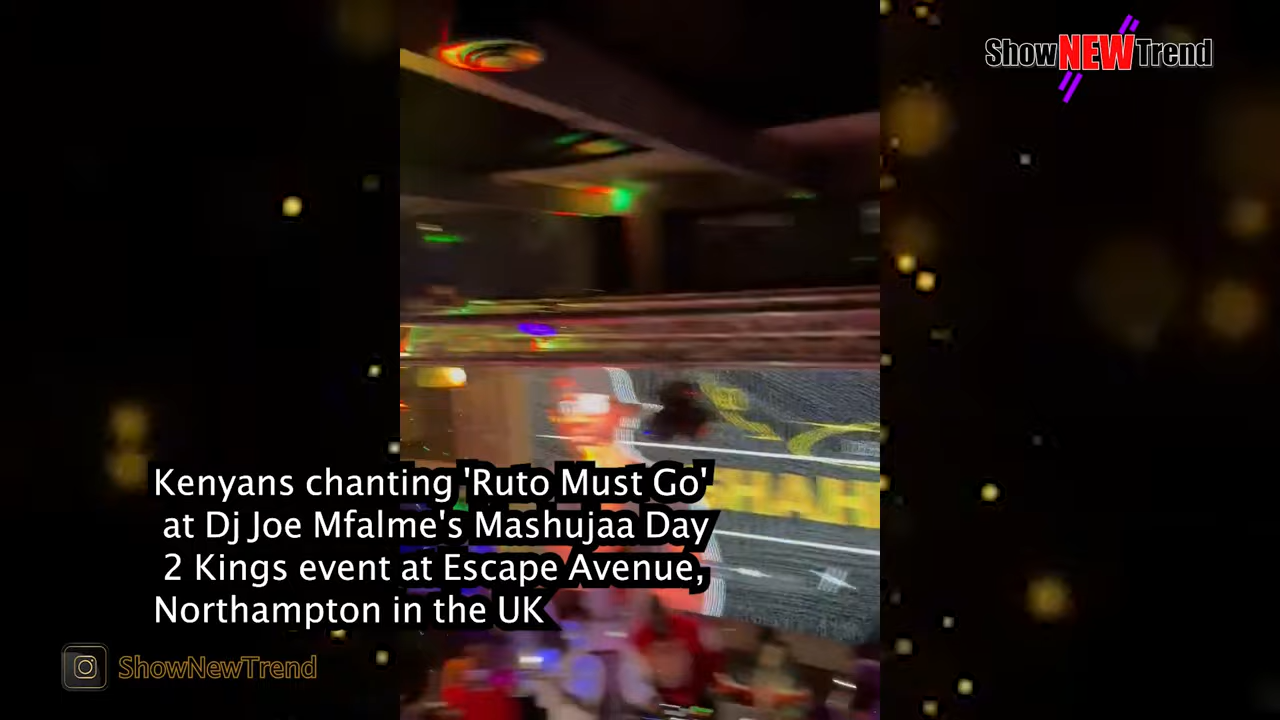 ShowNEWTrend
HAH
Kenyans chanting 'Ruto Must Go'
at Dj Joe Mfalme's Mashujaa Day
2 Kings event at Escape Avenue,
Northampton in the UK
ShowNewTrend